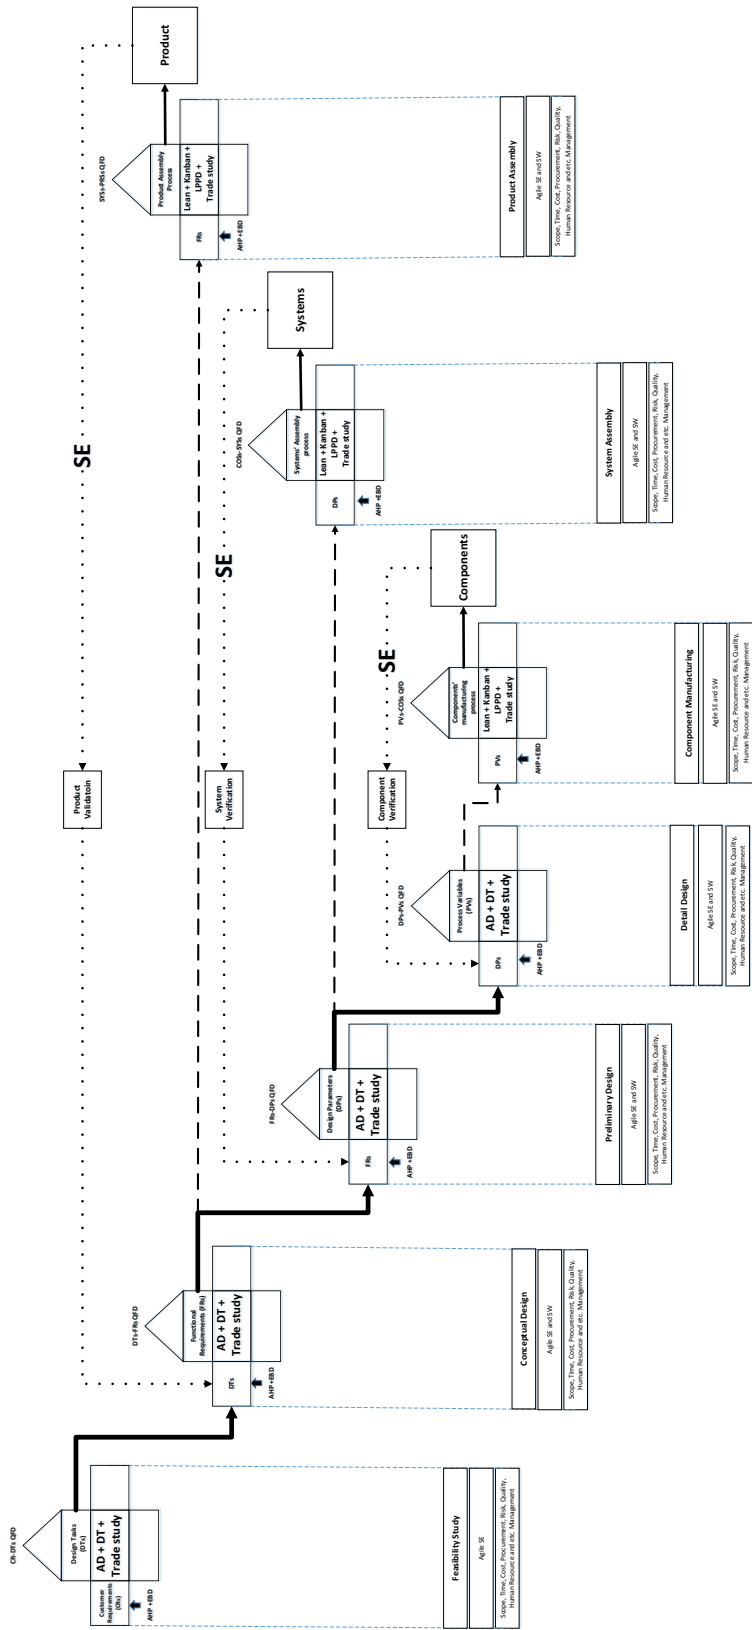 CR-DTs QFD
Design Tasks
(DTs)
Customer
Requirements
(CRs)
AD + DT +
Trade study
AHP+EBD
Feasibility Study
Agile SE
Scope, Time, Cost, Procurement, Risk, Quality,
Human Resource and etc. Management
DTs-FRs QFD
Functional
Requirements (FRs)
DTs
AD + DT +
Trade study
AHP+EBD
Conceptual Design
Agile SE and SW
Scope, Time, Cost, Procurement, Risk, Quality,
Human Resource and etc. Management
FRs-DPs QFD
Design Parameters
(DPs)
FRs
AD + DT +
Trade study
AHP+EBD
Preliminary Design
Agile SE and SW
Scope, Time, Cost, Procurement, Risk, Quality,
Human Resource and etc. Management
DPs-PVs QFD
Process Variables
(PVs)
DPs
AD + DT +
Trade study
AHP+EBD
Detail Design
Agile SE and SW
Scope, Time, Cost, Procurement, Risk, Quality,
Human Resource and etc. Management
Product
Validatoin
System
Verification
Component
Verification
PVs-COSs QFD
Components'
manufacturing
process
PVs
Lean + Kanban +
LPPD +
Trade study
AHP+EBD
Component Manufacturing
Agile SE and SW
Scope, Time, Cost, Procurement, Risk, Quality,
Human Resource and etc. Management
SE
Components
COSs-SYSs QFD
Systems' Assembly
process
DPs
Lean + Kanban +
LPPD +
Trade study
AHP+EBD
System Assembly
Agile SE and SW
Scope, Time, Cost, Procurement, Risk, Quality,
Human Resource and etc. Management
SE
Systems
SYSs-PRSs QFD
Product Assembly
Process
FRs
Lean + Kanban +
LPPD +
Trade study
AHP+EBD
Product Assembly
Agile SE and SW
Scope, Time, Cost, Procurement, Risk, Quality,
Human Resource and etc. Management
SE
Product